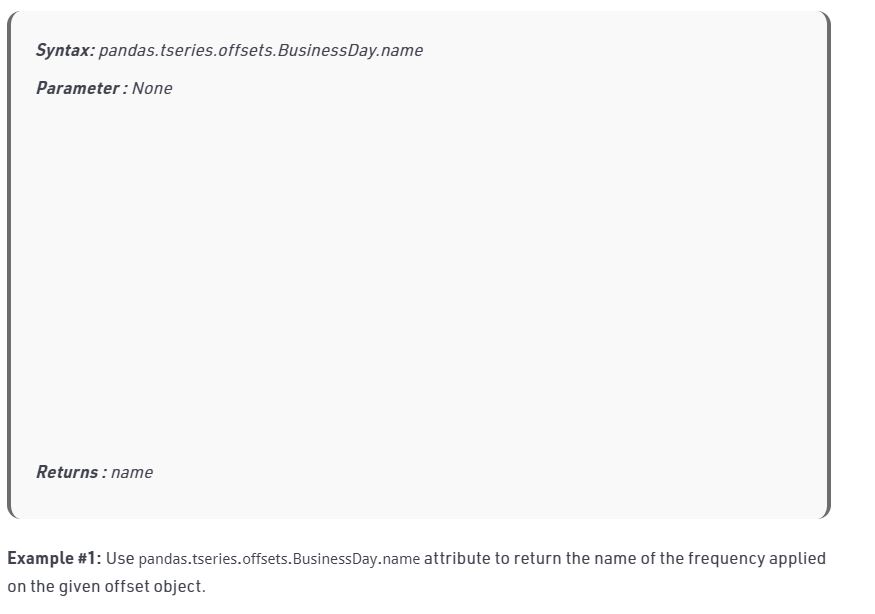 Syntax: pandas.tseries.offsets.BusinessDay.name
Parameter : None
Returns : name
Example #1: Use pandas.tseries.offsets.BusinessDay.name attribute to return the name of the frequency applied
on the given offset object.